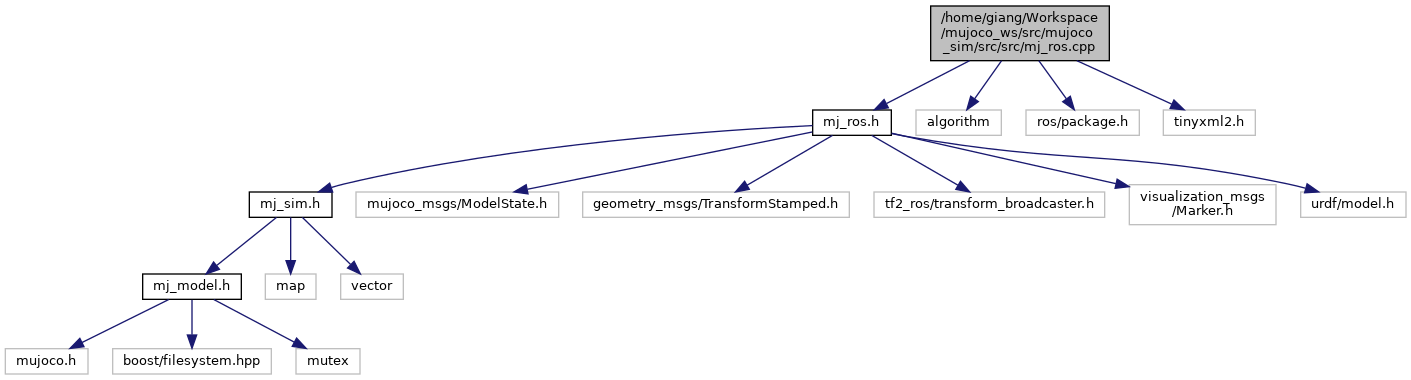 /home/giang/Workspace
/mujoco_ws/src/mujoco
_sim/src/src/mj_ros.cpp
mj_ros.h
algorithm
ros/package.h
tinyxml2.h
mj_sim.h
mujoco_msgs/ModelState.h
geometry_msgs/TransformStamped.h
tf2_ros/transform_broadcaster.h
visualization_msgs
/Marker.h
urdf/model.h
mj_model.h
map
vector
mujoco.h
boost/filesystem.hpp
mutex